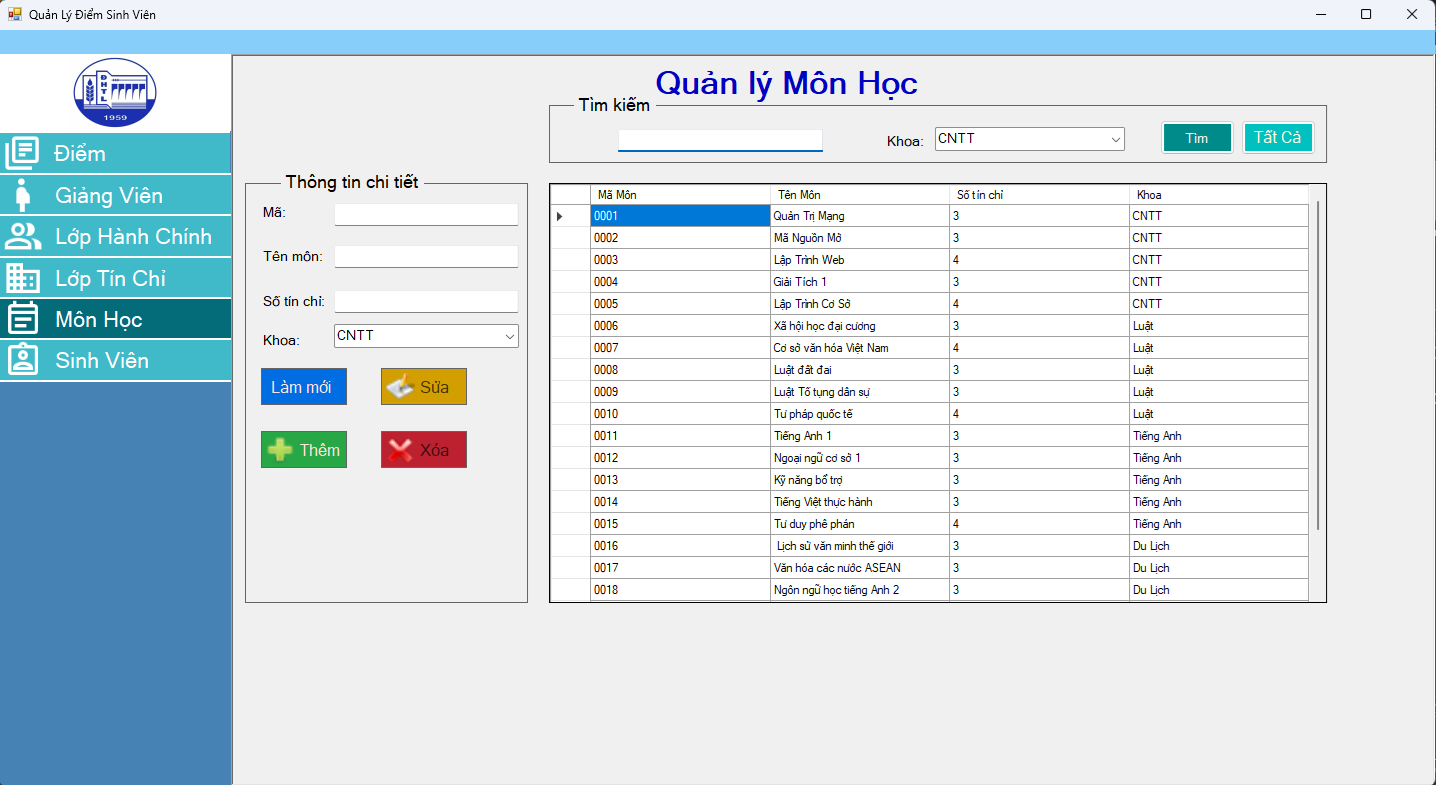 Quản Lý Điểm Sinh Viên
ĐHTL
1959
Điểm
Giảng Viên
Lớp Hành Chính
Lớp Tín Chỉ
Môn Học
Sinh Viên
Quản lý Môn Học
Tìm kiếm
Khoa: CNTT Tìm Tất Cả
Thông tin chi tiết
Mã:
Tên môn:
Số tín chỉ:
Khoa: CNTT
Làm mới Sửa
Thêm Xóa
Mã Môn Tên Môn Số tín chỉ Khoa
0001 Quản Trị Mạng 3 CNTT
0002 Mã Nguồn Mở 3 CNTT
0003 Lập Trình Web 4 CNTT
0004 Giải Tích 1 3 CNTT
0005 Lập Trình Cơ Sở 4 CNTT
0006 Xã hội học đại cương 3 Luật
0007 Cơ sở văn hóa Việt Nam 4 Luật
0008 Luật đất đai 3 Luật
0009 Luật Tố tụng dân sự 3 Luật
0010 Tư pháp quốc tế 4 Luật
0011 Tiếng Anh 1 3 Tiếng Anh
0012 Ngoại ngữ cơ sở 1 3 Tiếng Anh
0013 Kỹ năng bổ trợ 3 Tiếng Anh
0014 Tiếng Việt thực hành 3 Tiếng Anh
0015 Tư duy phê phán 4 Tiếng Anh
0016 Lịch sử văn minh thế giới 3 Du Lịch
0017 Văn hóa các nước ASEAN 3 Du Lịch
0018 Ngôn ngữ học tiếng Anh 2 3 Du Lịch